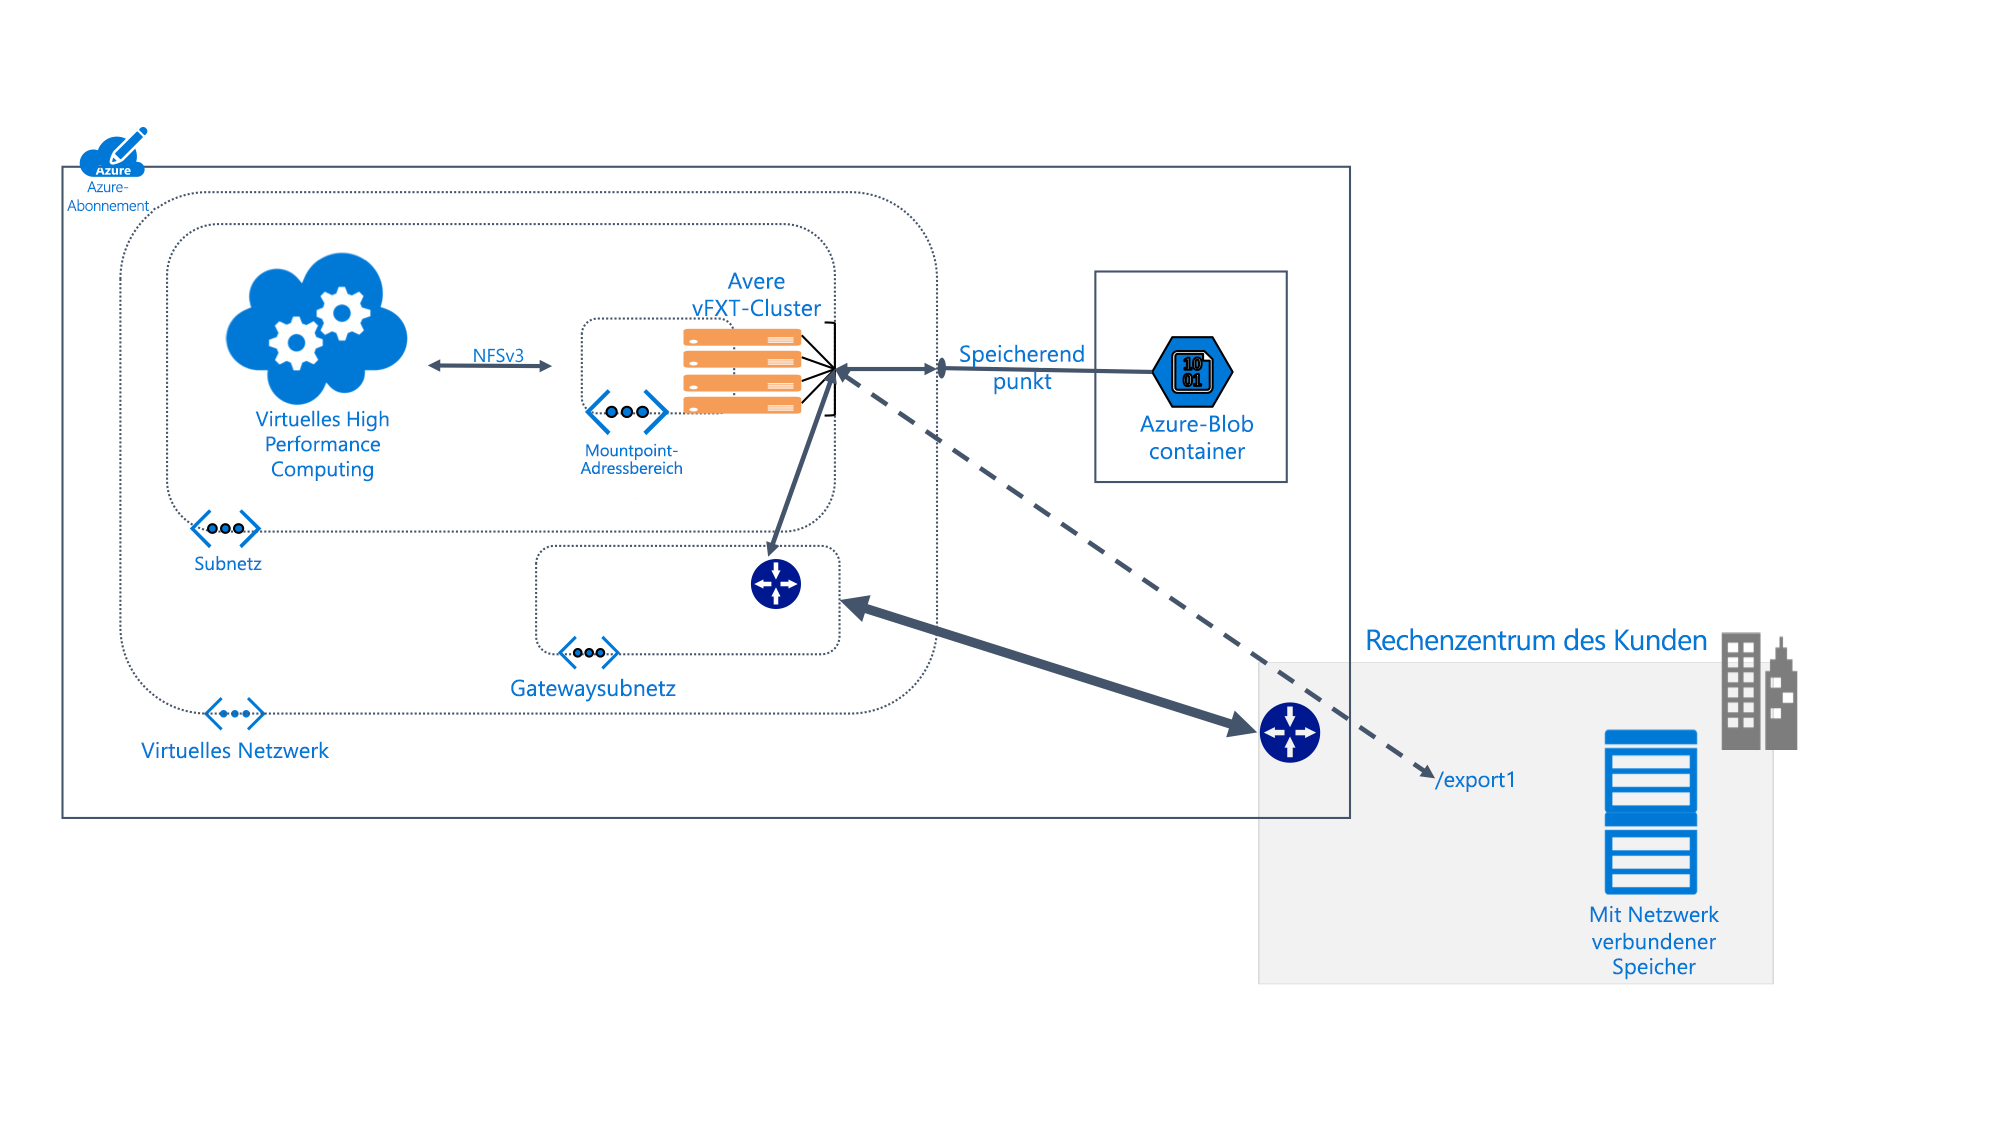 Azure
Azure-
Abonnement
Avere
vFXT-Cluster
NFSv3
Speicherend
punkt
10
01
Virtuelles High
Performance
Computing
Azure-Blob
container
Mountpoint-
Adressbereich
Subnetz
Rechenzentrum des Kunden
Gatewaysubnetz
Virtuelles Netzwerk
/export1
Mit Netzwerk
verbundener
Speicher